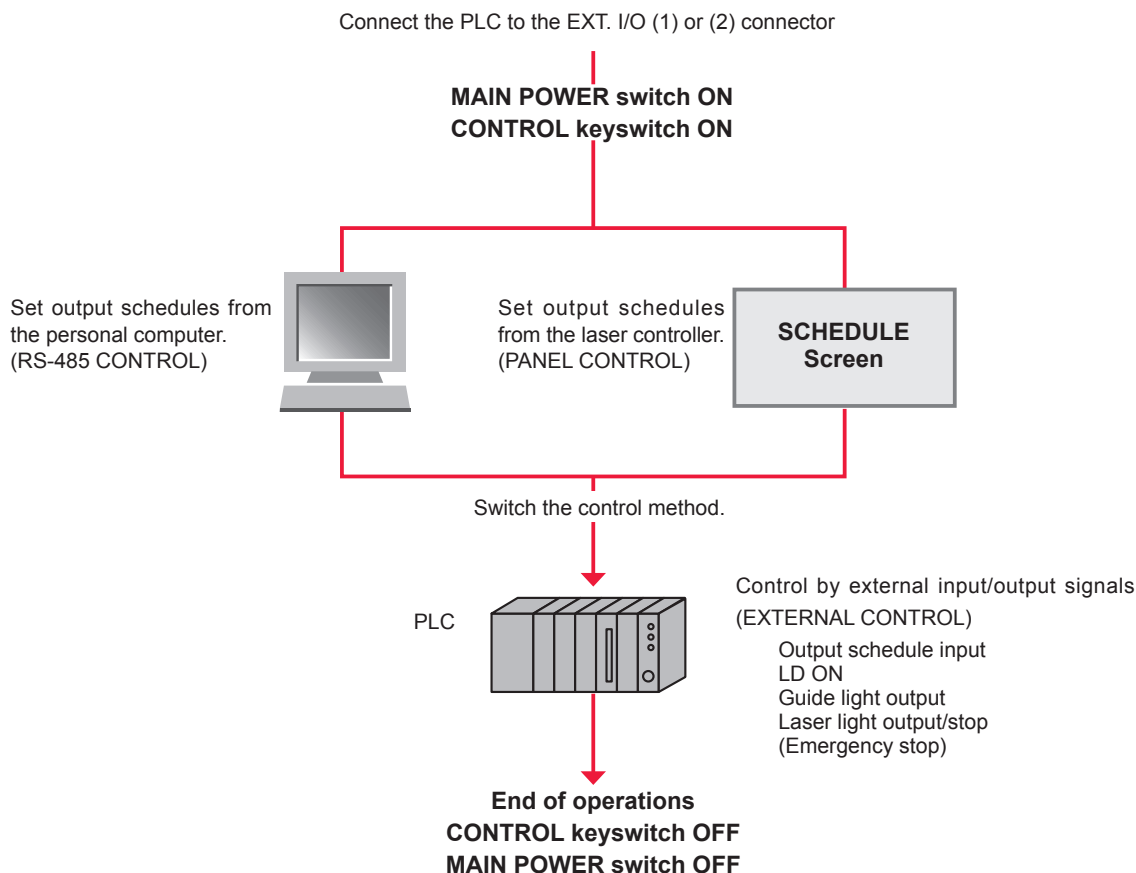 Connect the PLC to the EXT. I/O (1) or (2) connector
MAIN POWER switch ON
CONTROL keyswitch ON
Set output schedules from
the personal computer.
(RS-485 CONTROL)
Set output schedules
from the laser controller.
(PANEL CONTROL)
SCHEDULE
Screen
Switch the control method.
PLC
Control by external input/output signals
(EXTERNAL CONTROL)
Output schedule input
LD ON
Guide light output
Laser light output/stop
(Emergency stop)
End of operations
CONTROL keyswitch OFF
MAIN POWER switch OFF